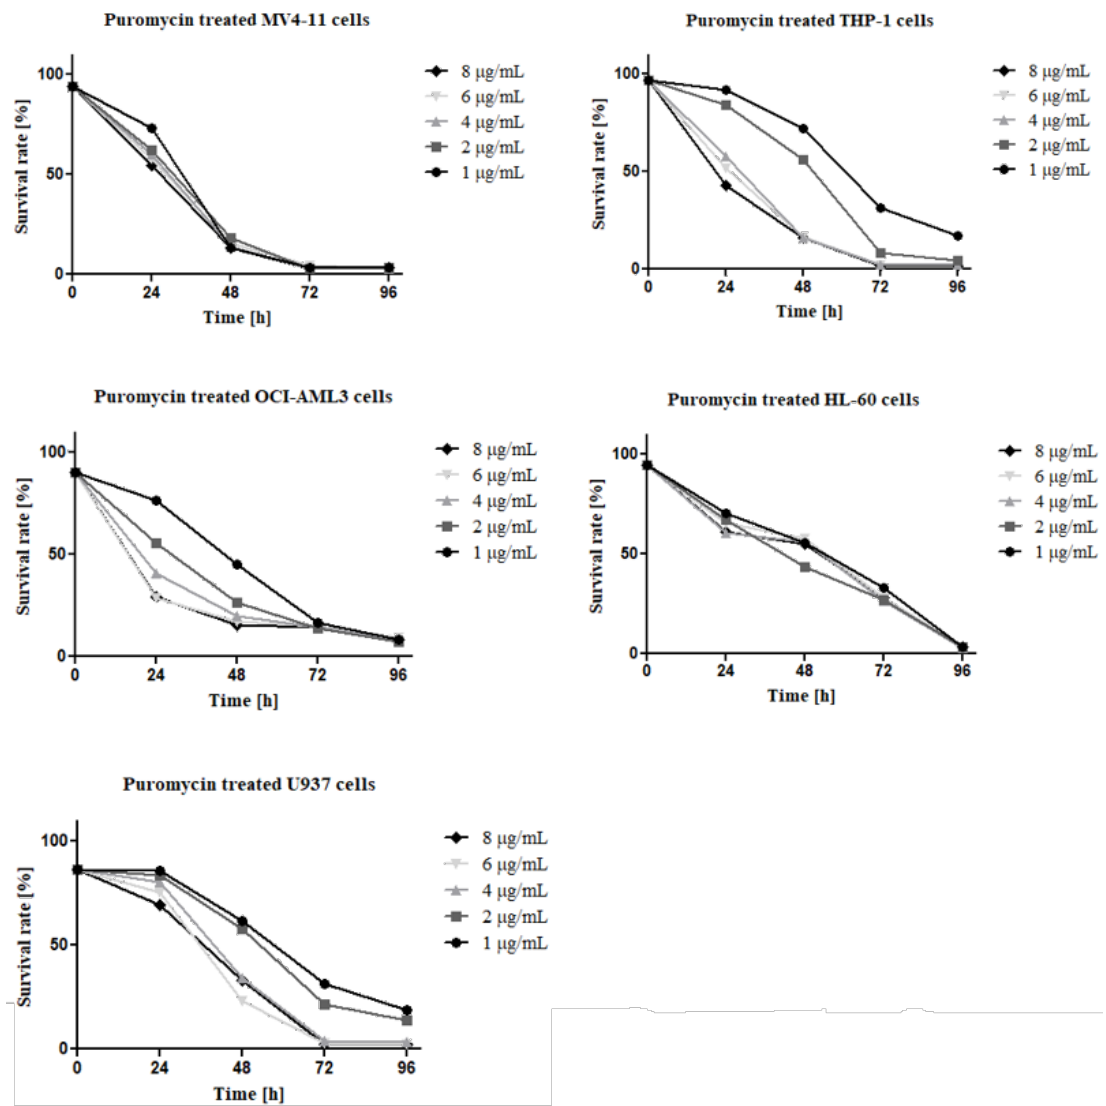 Puromycin treated MV4-11 cells
Survival rate [%]
100
50
0
0 24 48 72 96
Time [h]
8 μg/mL
6 μg/mL
4 μg/mL
2 μg/mL
1 μg/mL
Puromycin treated THP-1 cells
Survival rate [%]
100
50
0
0 24 48 72 96
Time [h]
8 μg/mL
6 μg/mL
4 μg/mL
2 μg/mL
1 μg/mL
Puromycin treated OCI-AML3 cells
Survival rate [%]
100
50
0
0 24 48 72 96
Time [h]
8 μg/mL
6 μg/mL
4 μg/mL
2 μg/mL
1 μg/mL
Puromycin treated HL-60 cells
Survival rate [%]
100
50
0
0 24 48 72 96
Time [h]
8 μg/mL
6 μg/mL
4 μg/mL
2 μg/mL
1 μg/mL
Puromycin treated U937 cells
Survival rate [%]
100
50
0
0 24 48 72 96
Time [h]
8 μg/mL
6 μg/mL
4 μg/mL
2 μg/mL
1 μg/mL